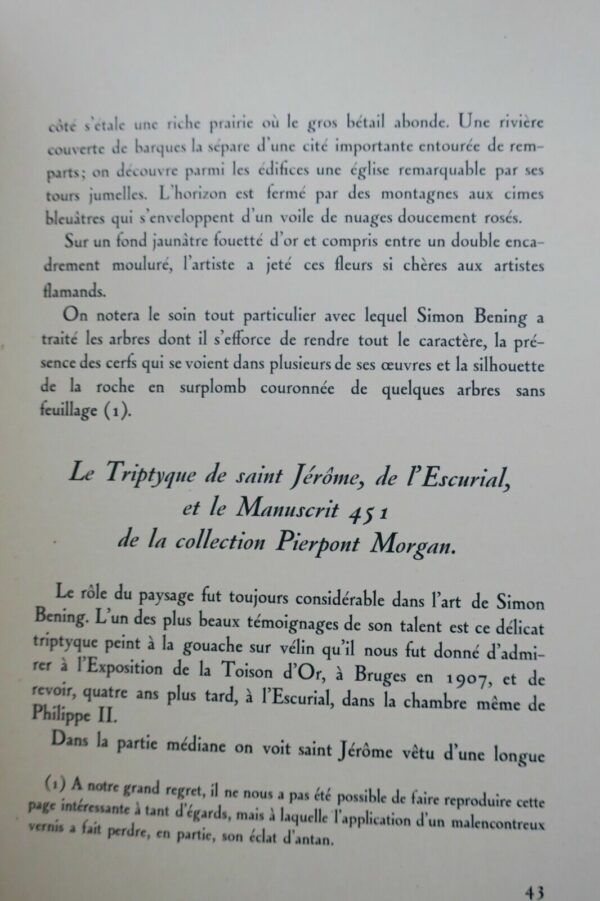 côté s'étale une riche prairie où le gros bétail abonde. Une rivière
couverte de barques la sépare d'une cité importante entourée de rem-
parts; on découvre parmi les édifices une église remarquable par ses
tours jumelles. L'horizon est fermé par des montagnes aux cimes
bleuâtres qui s'enveloppent d'un voile de nuages doucement rosés.
Sur un fond jaunâtre fouetté d'or et compris entre un double enca-
drement mouluré, l'artiste a jeté ces fleurs si chères aux artistes
flamands.
On notera le soin tout particulier avec lequel Simon Bening a
traité les arbres dont il s'efforce de rendre tout le caractère, la pré-
sence des cerfs qui se voient dans plusieurs de ses œuvres et la silhouette
de la roche en surplomb couronnée de quelques arbres sans
feuillage (1).
Le Triptyque de saint Jérôme, de l'Escurial,
et le Manuscrit 451
de la collection Pierpont Morgan.
Le rôle du paysage fut toujours considérable dans l'art de Simon
Bening. L'un des plus beaux témoignages de son talent est ce délicat
triptyque peint à la gouache sur vélin qu'il nous fut donné d'admi-
rer à l'Exposition de la Toison d'Or, à Bruges en 1907, et de
revoir, quatre ans plus tard, à l'Escurial, dans la chambre même de
Philippe II.
Dans la partie médiane on voit saint Jérôme vêtu d'une longue
(1) A notre grand regret, il ne nous a pas été possible de faire reproduire cette
page intéressante à tant d'égards, mais à laquelle l'application d'un malencontreux
vernis a fait perdre, en partie, son éclat d'antan.
43